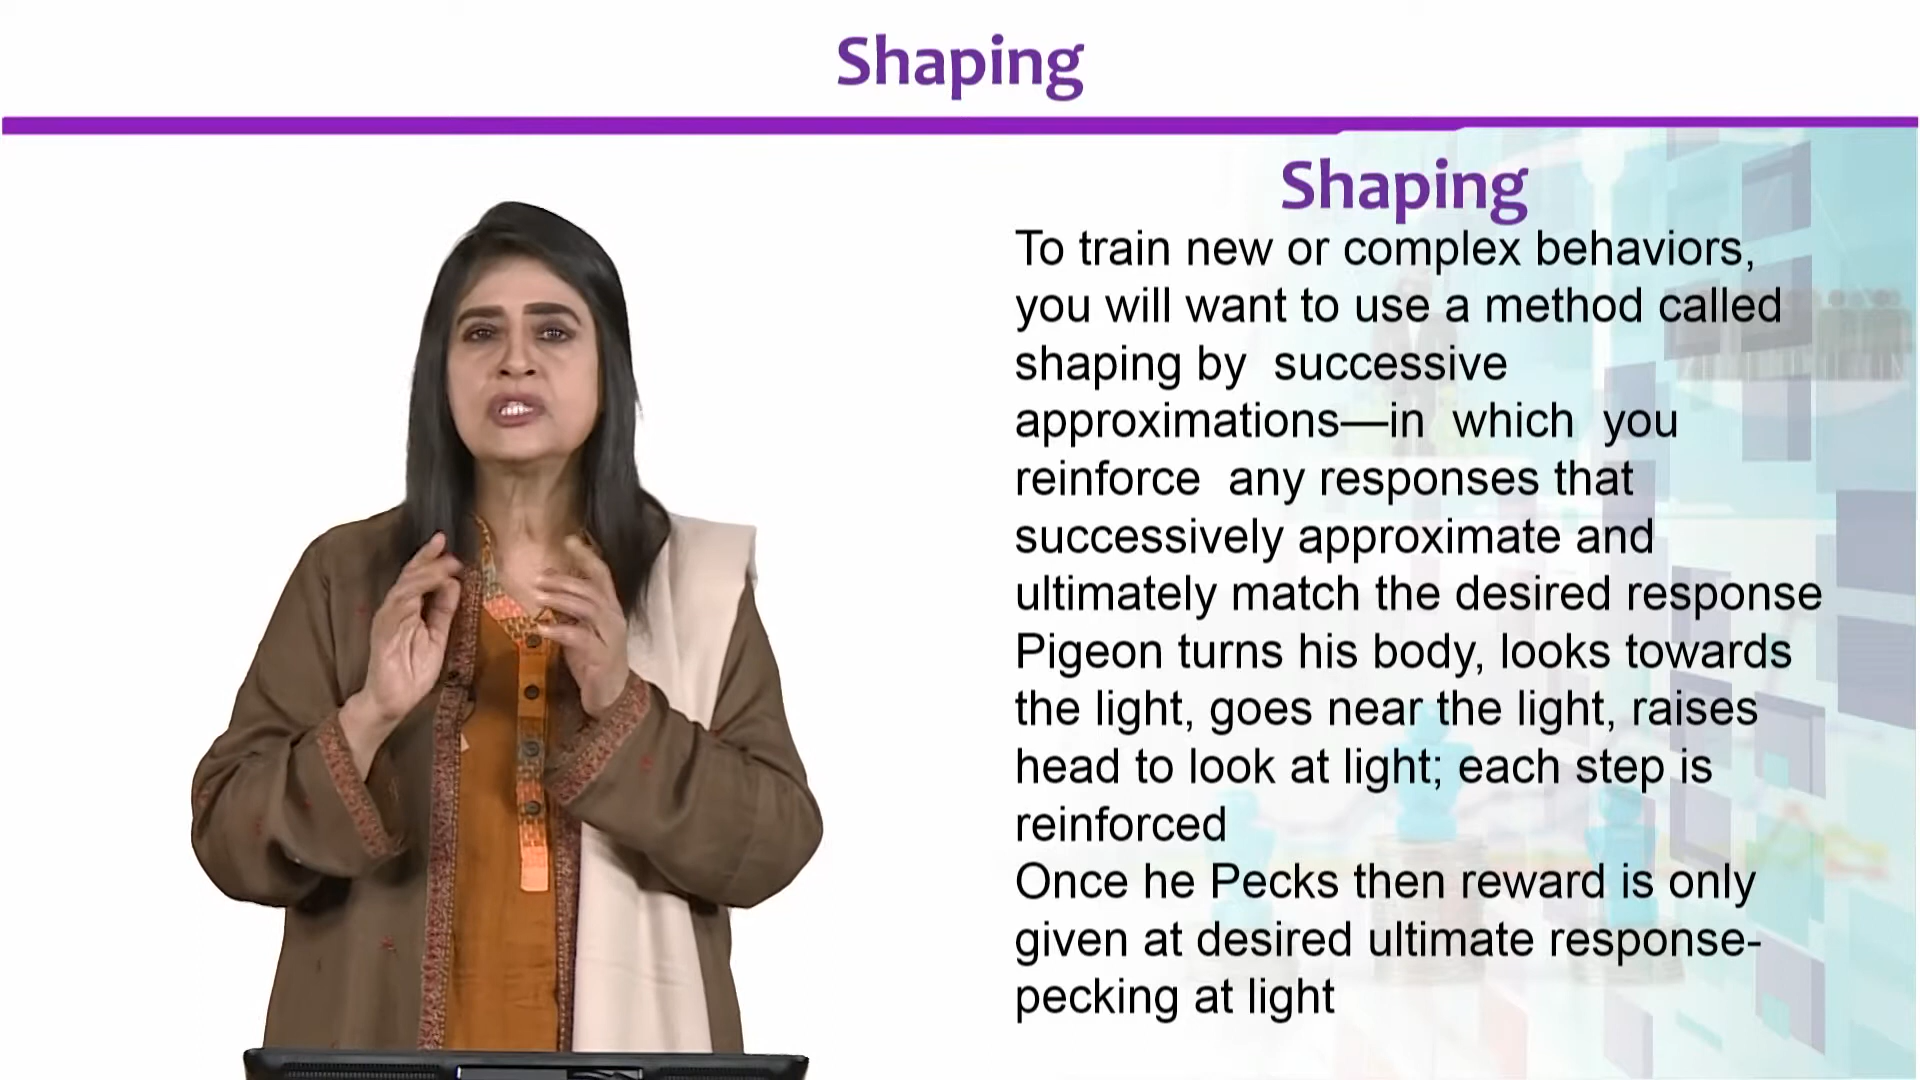 Shaping
Shaping
To train new or complex behaviors,
you will want to use a method called
shaping by  successive
approximations—in  which  you
reinforce  any responses that
successively approximate and
ultimately match the desired response
Pigeon turns his body, looks towards
the light, goes near the light, raises
head to look at light; each step is
reinforced
Once he Pecks then reward is only
given at desired ultimate response-
pecking at light